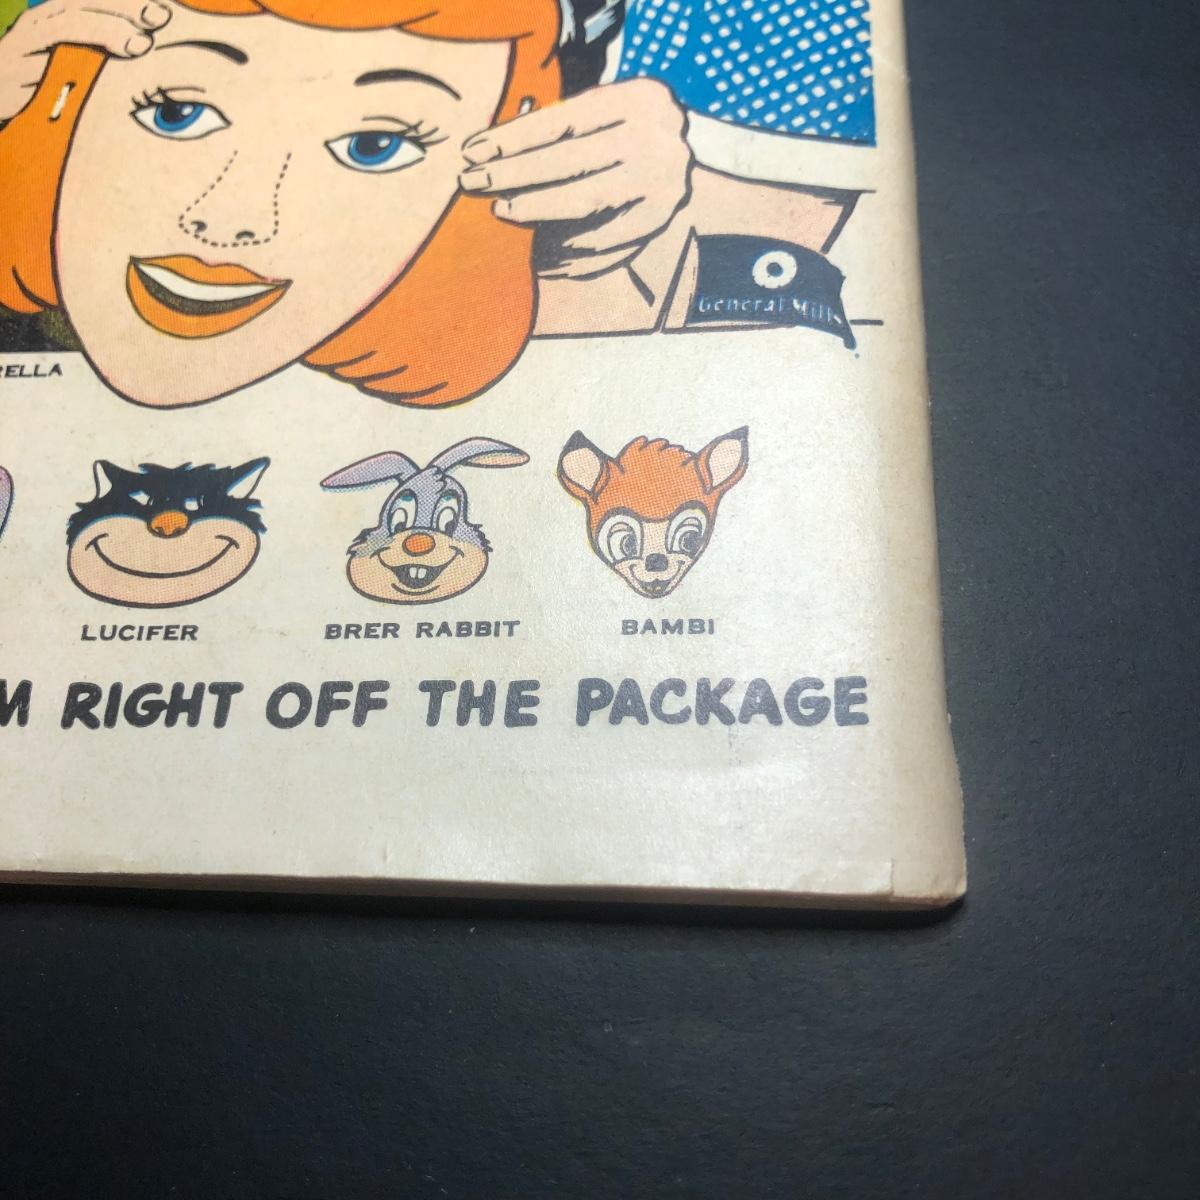 General Mills
RELLA
LUCIFER
BRER RABBIT
BAMBI
M RIGHT OFF THE PACKAGE